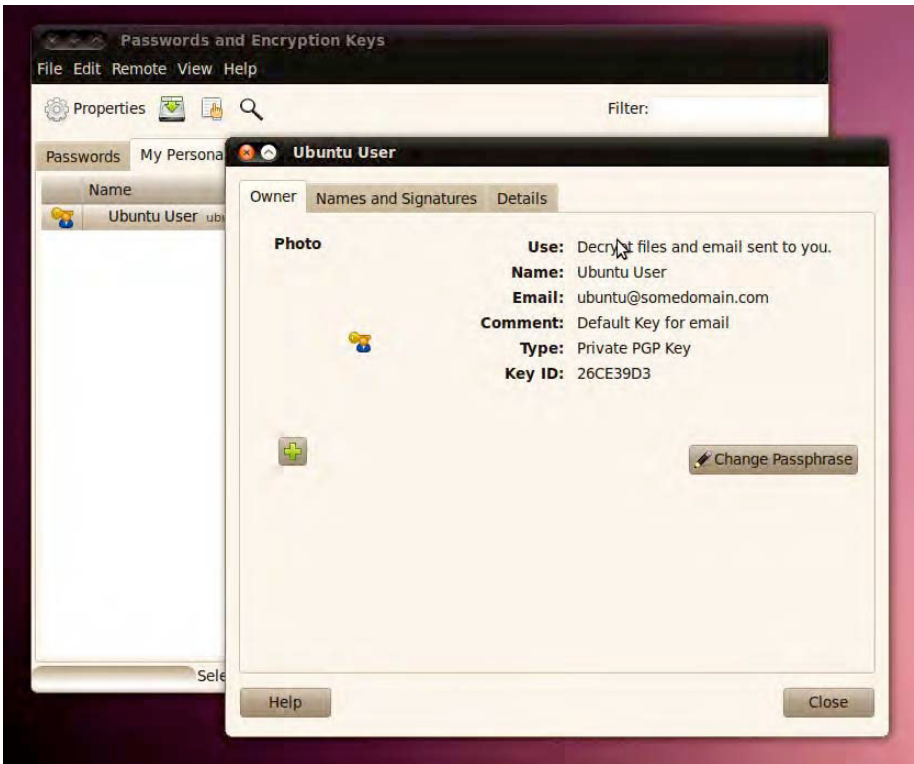 Passwords and Encryption Keys
File Edit Remote View Help
Properties
Filter:
Passwords My Persona
Name
Ubuntu User ubu
Sele
Ubuntu User
Owner Names and Signatures Details
Photo
Use: Decrypt files and email sent to you.
Name: Ubuntu User
Email: ubuntu@somedomain.com
Comment: Default Key for email
Type: Private PGP Key
Key ID: 26CE39D3
Change Passphrase
Help Close